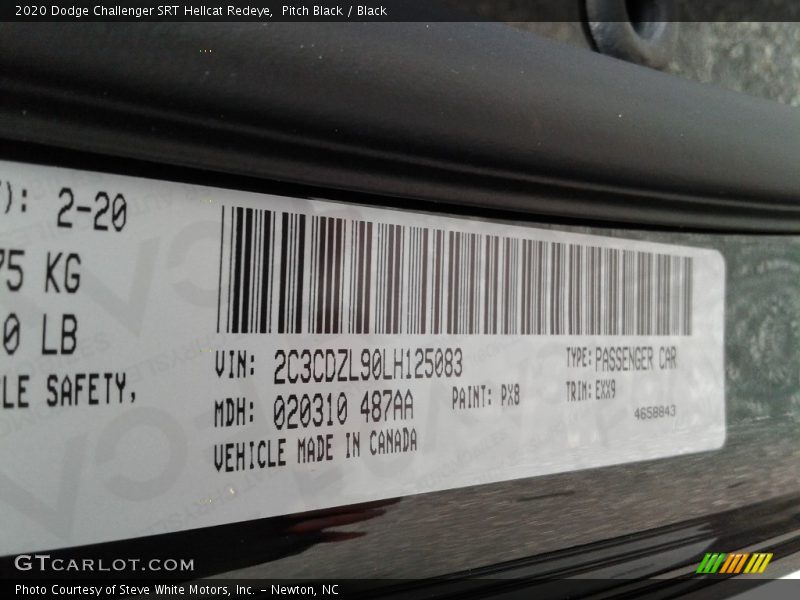 2020 Dodge Challenger SRT Hellcat Redeye,  Pitch Black / Black
): 2-20
75 KG
0 LB
LE SAFETY,
VIN: 2C3CDZL90LH125083
TYPE: PASSENGER CAR
MDH: 020310 487AA
PAINT: PX8
TRIM: EXX9
VEHICLE MADE IN CANADA
4658843
GTCARLOT.COM
Photo Courtesy of Steve White Motors, Inc. – Newton, NC